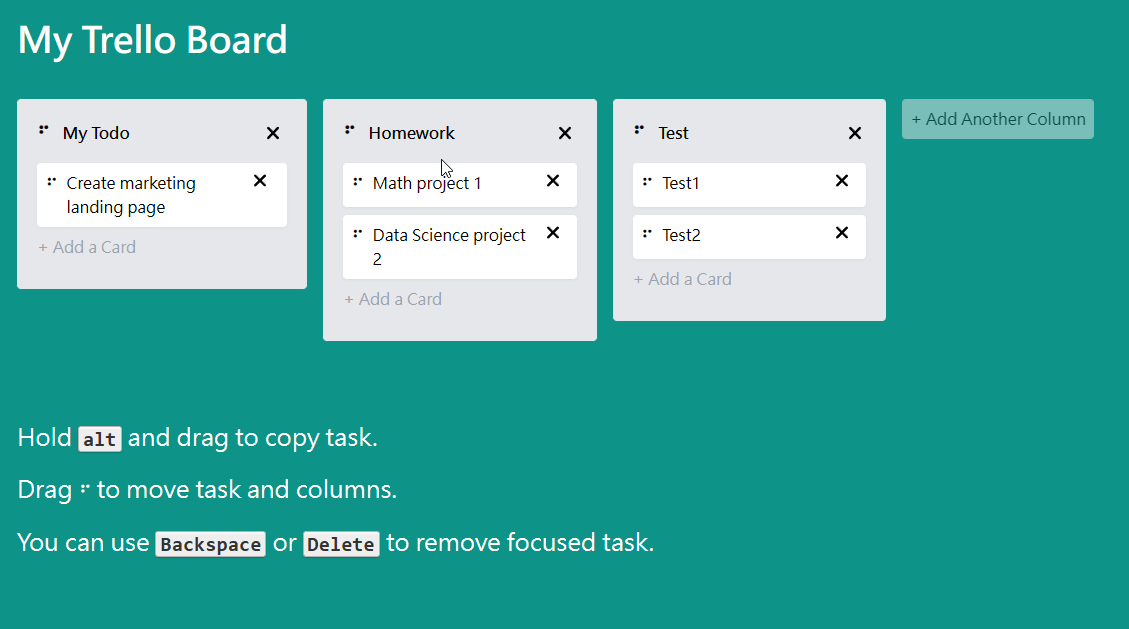 My Trello Board
My Todo
Create marketing
landing page
+ Add a Card
Homework
Math project 1
Data Science project
2
+ Add a Card
Test
Test1
Test2
+ Add a Card
+ Add Another Column
Hold alt and drag to copy task.
Drag to move task and columns.
You can use Backspace or Delete to remove focused task.